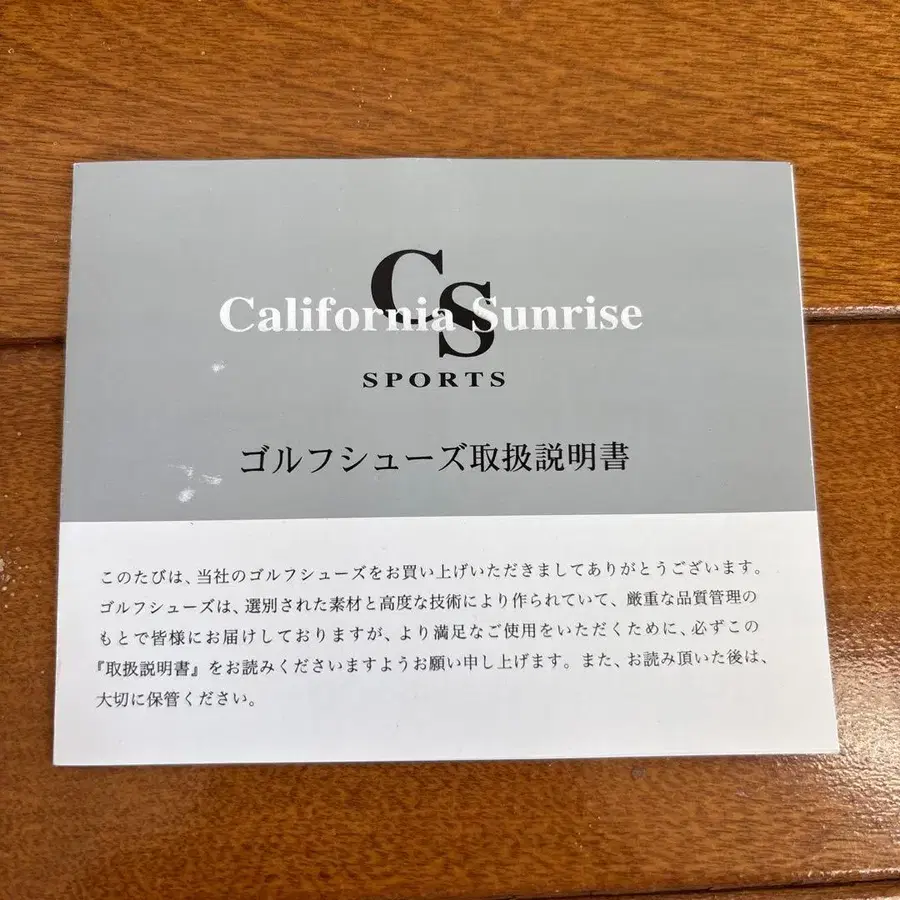 CS
California Sunrise
SPORTS
ゴルフシューズ取扱説明書
このたびは、当社のゴルフシューズをお買い上げいただきましてありがとうございます。
ゴルフシューズは、選別された素材と高度な技術により作られていて、厳重な品質管理の
もとで皆様にお届けしておりますが、より満足なご使用をいただくために、必ずこの
『取扱説明書』をお読みくださいますようお願い申し上げます。また、お読み頂いた後は、
大切に保管ください。